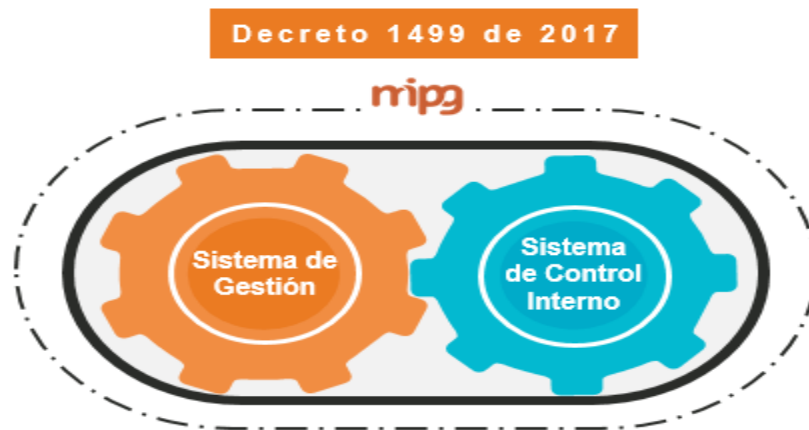 Decreto 1499 de 2017
mipg
Sistema de
Gestión
Sistema
de Control
Interno